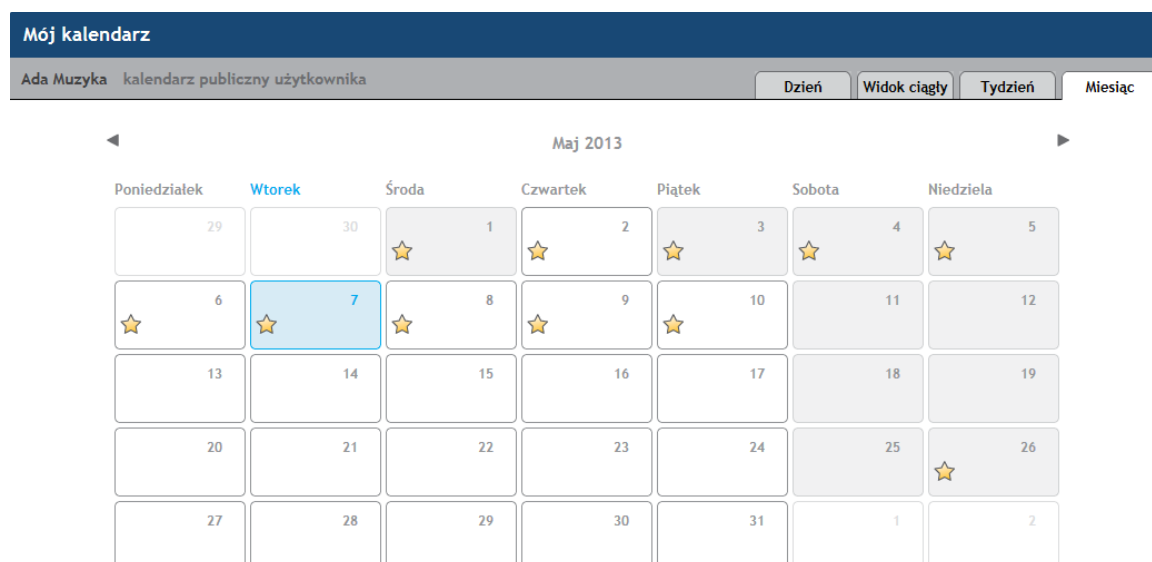 Mój kalendarz
Ada Muzyka kalendarz publiczny użytkownika
Dzień Widok ciągły Tydzień Miesiąc
Maj 2013
Poniedziałek Wtorek Środa Czwartek Piątek Sobota Niedziela
29 30 1 2 3 4 5
6 7 8 9 10 11 12
13 14 15 16 17 18 19
20 21 22 23 24 25 26
27 28 29 30 31 1 2